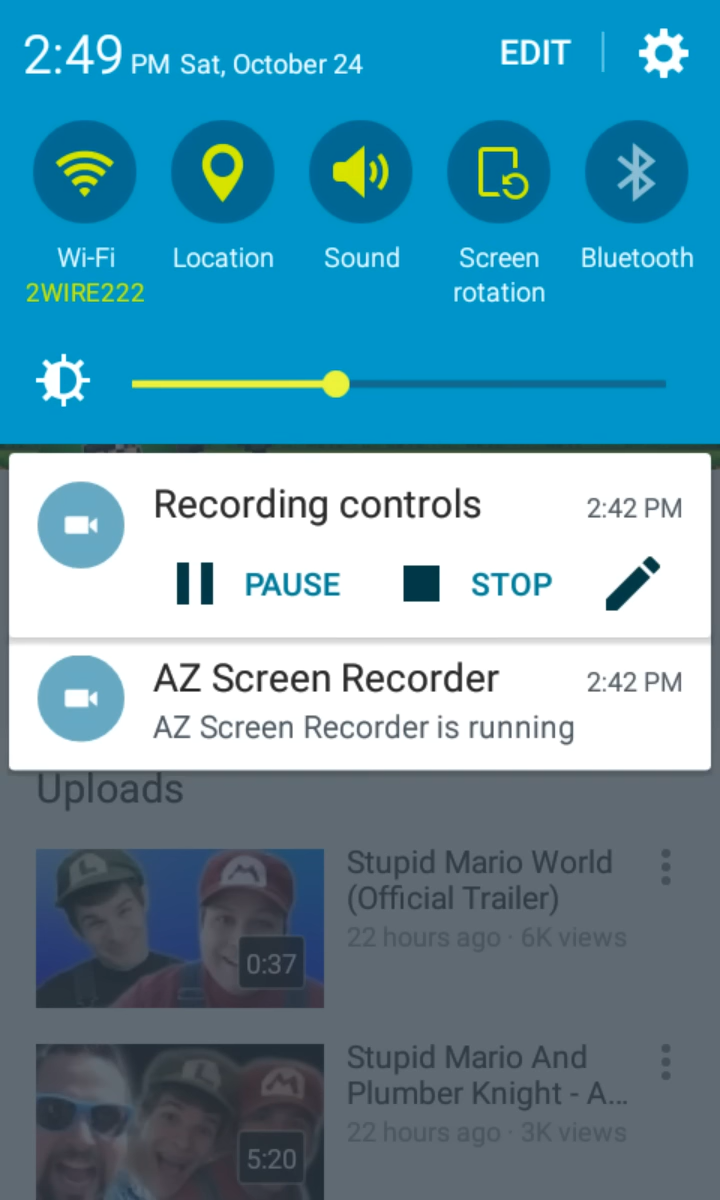 2:49 PM Sat, October 24 EDIT
Wi-Fi Location Sound Screen rotation Bluetooth
2WIRE222
Recording controls 2:42 PM
PAUSE STOP
AZ Screen Recorder 2:42 PM
AZ Screen Recorder is running
Uploads
Stupid Mario World
(Official Trailer)
22 hours ago · 6K views
L M
0:37
Stupid Mario And
Plumber Knight - A...
22 hours ago · 3K views
L M
5:20